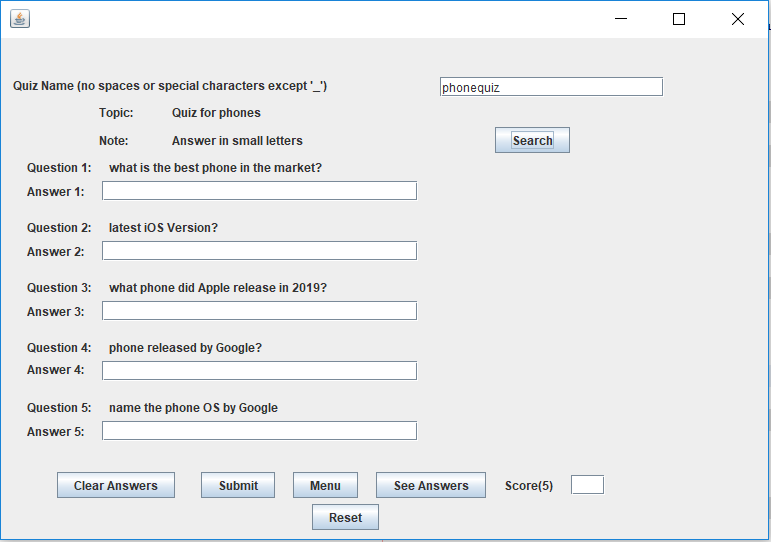 Quiz Name (no spaces or special characters except '_')
phonequiz
Topic: Quiz for phones
Note: Answer in small letters
Search
Question 1: what is the best phone in the market?
Answer 1:
Question 2: latest iOS Version?
Answer 2:
Question 3: what phone did Apple release in 2019?
Answer 3:
Question 4: phone released by Google?
Answer 4:
Question 5: name the phone OS by Google
Answer 5:
Clear Answers Submit Menu See Answers Score(5)
Reset